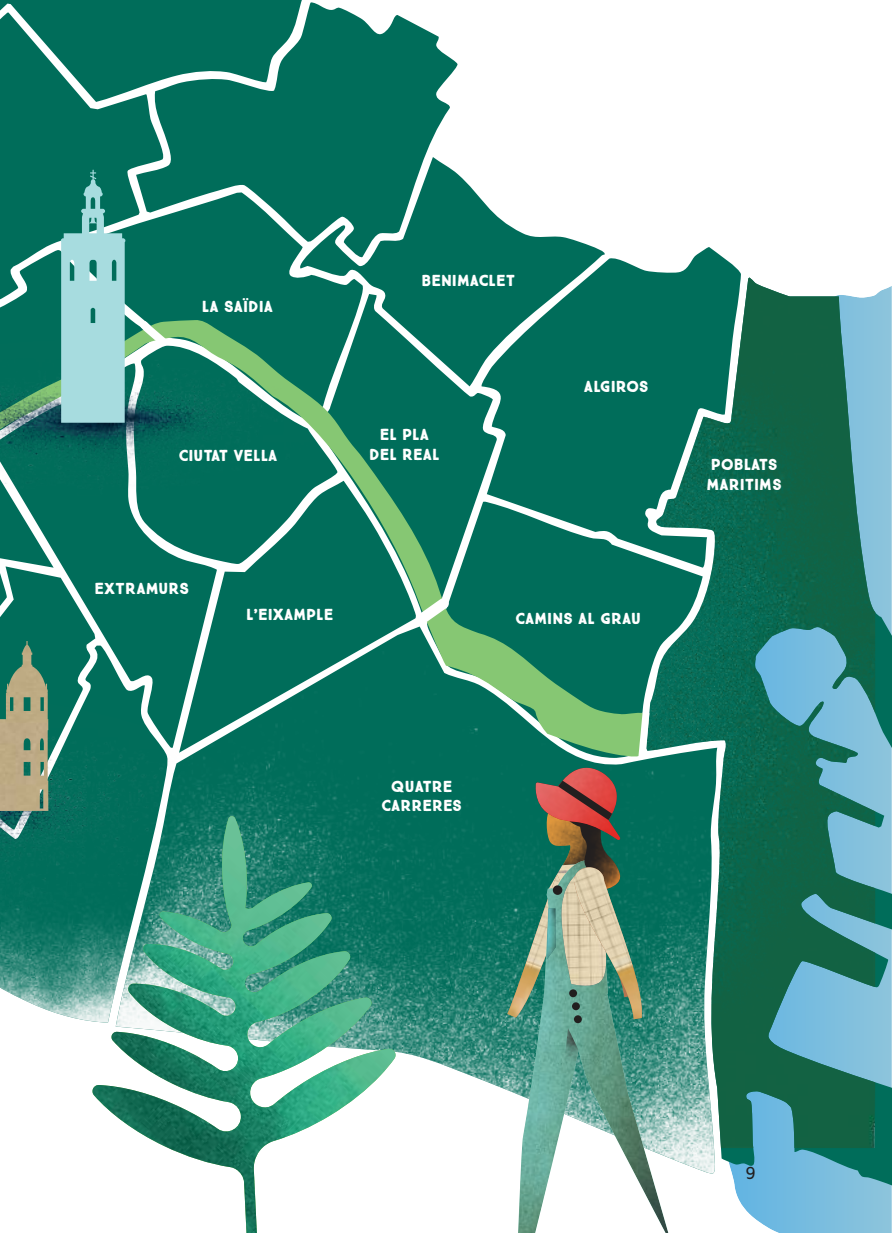 BENIMACLET
LA SAÏDIA
ALGIROS
EL PLA
DEL REAL
CIUTAT VELLA
POBLATS
MARITIMS
EXTRAMURS
L'EIXAMPLE
CAMINS AL GRAU
QUATRE
CARRERES
9